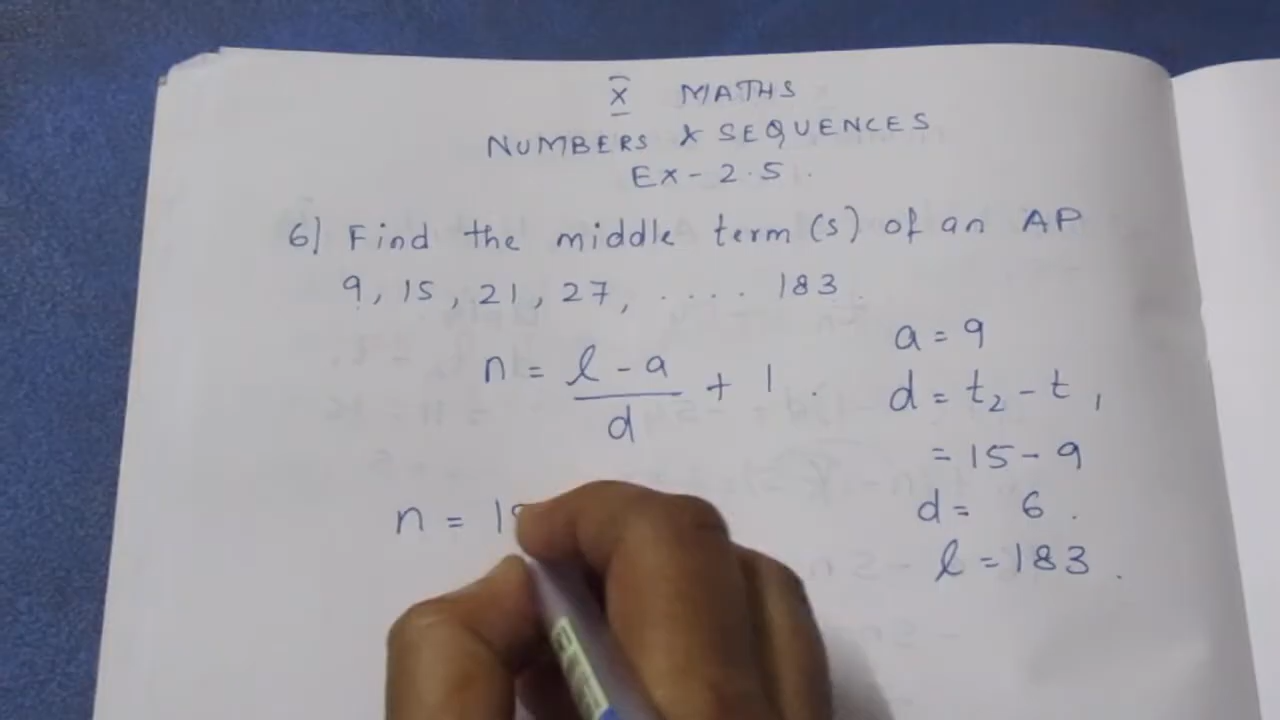 X MATHS
NUMBERS & SEQUENCES
Ex - 2.5.
6) Find the middle term(s) of an AP
9, 15, 21, 27, .... 183.
n = l - a / d + 1.
n = 1
a = 9
d = t₂ - t₁
= 15 - 9
d = 6.
l = 183.